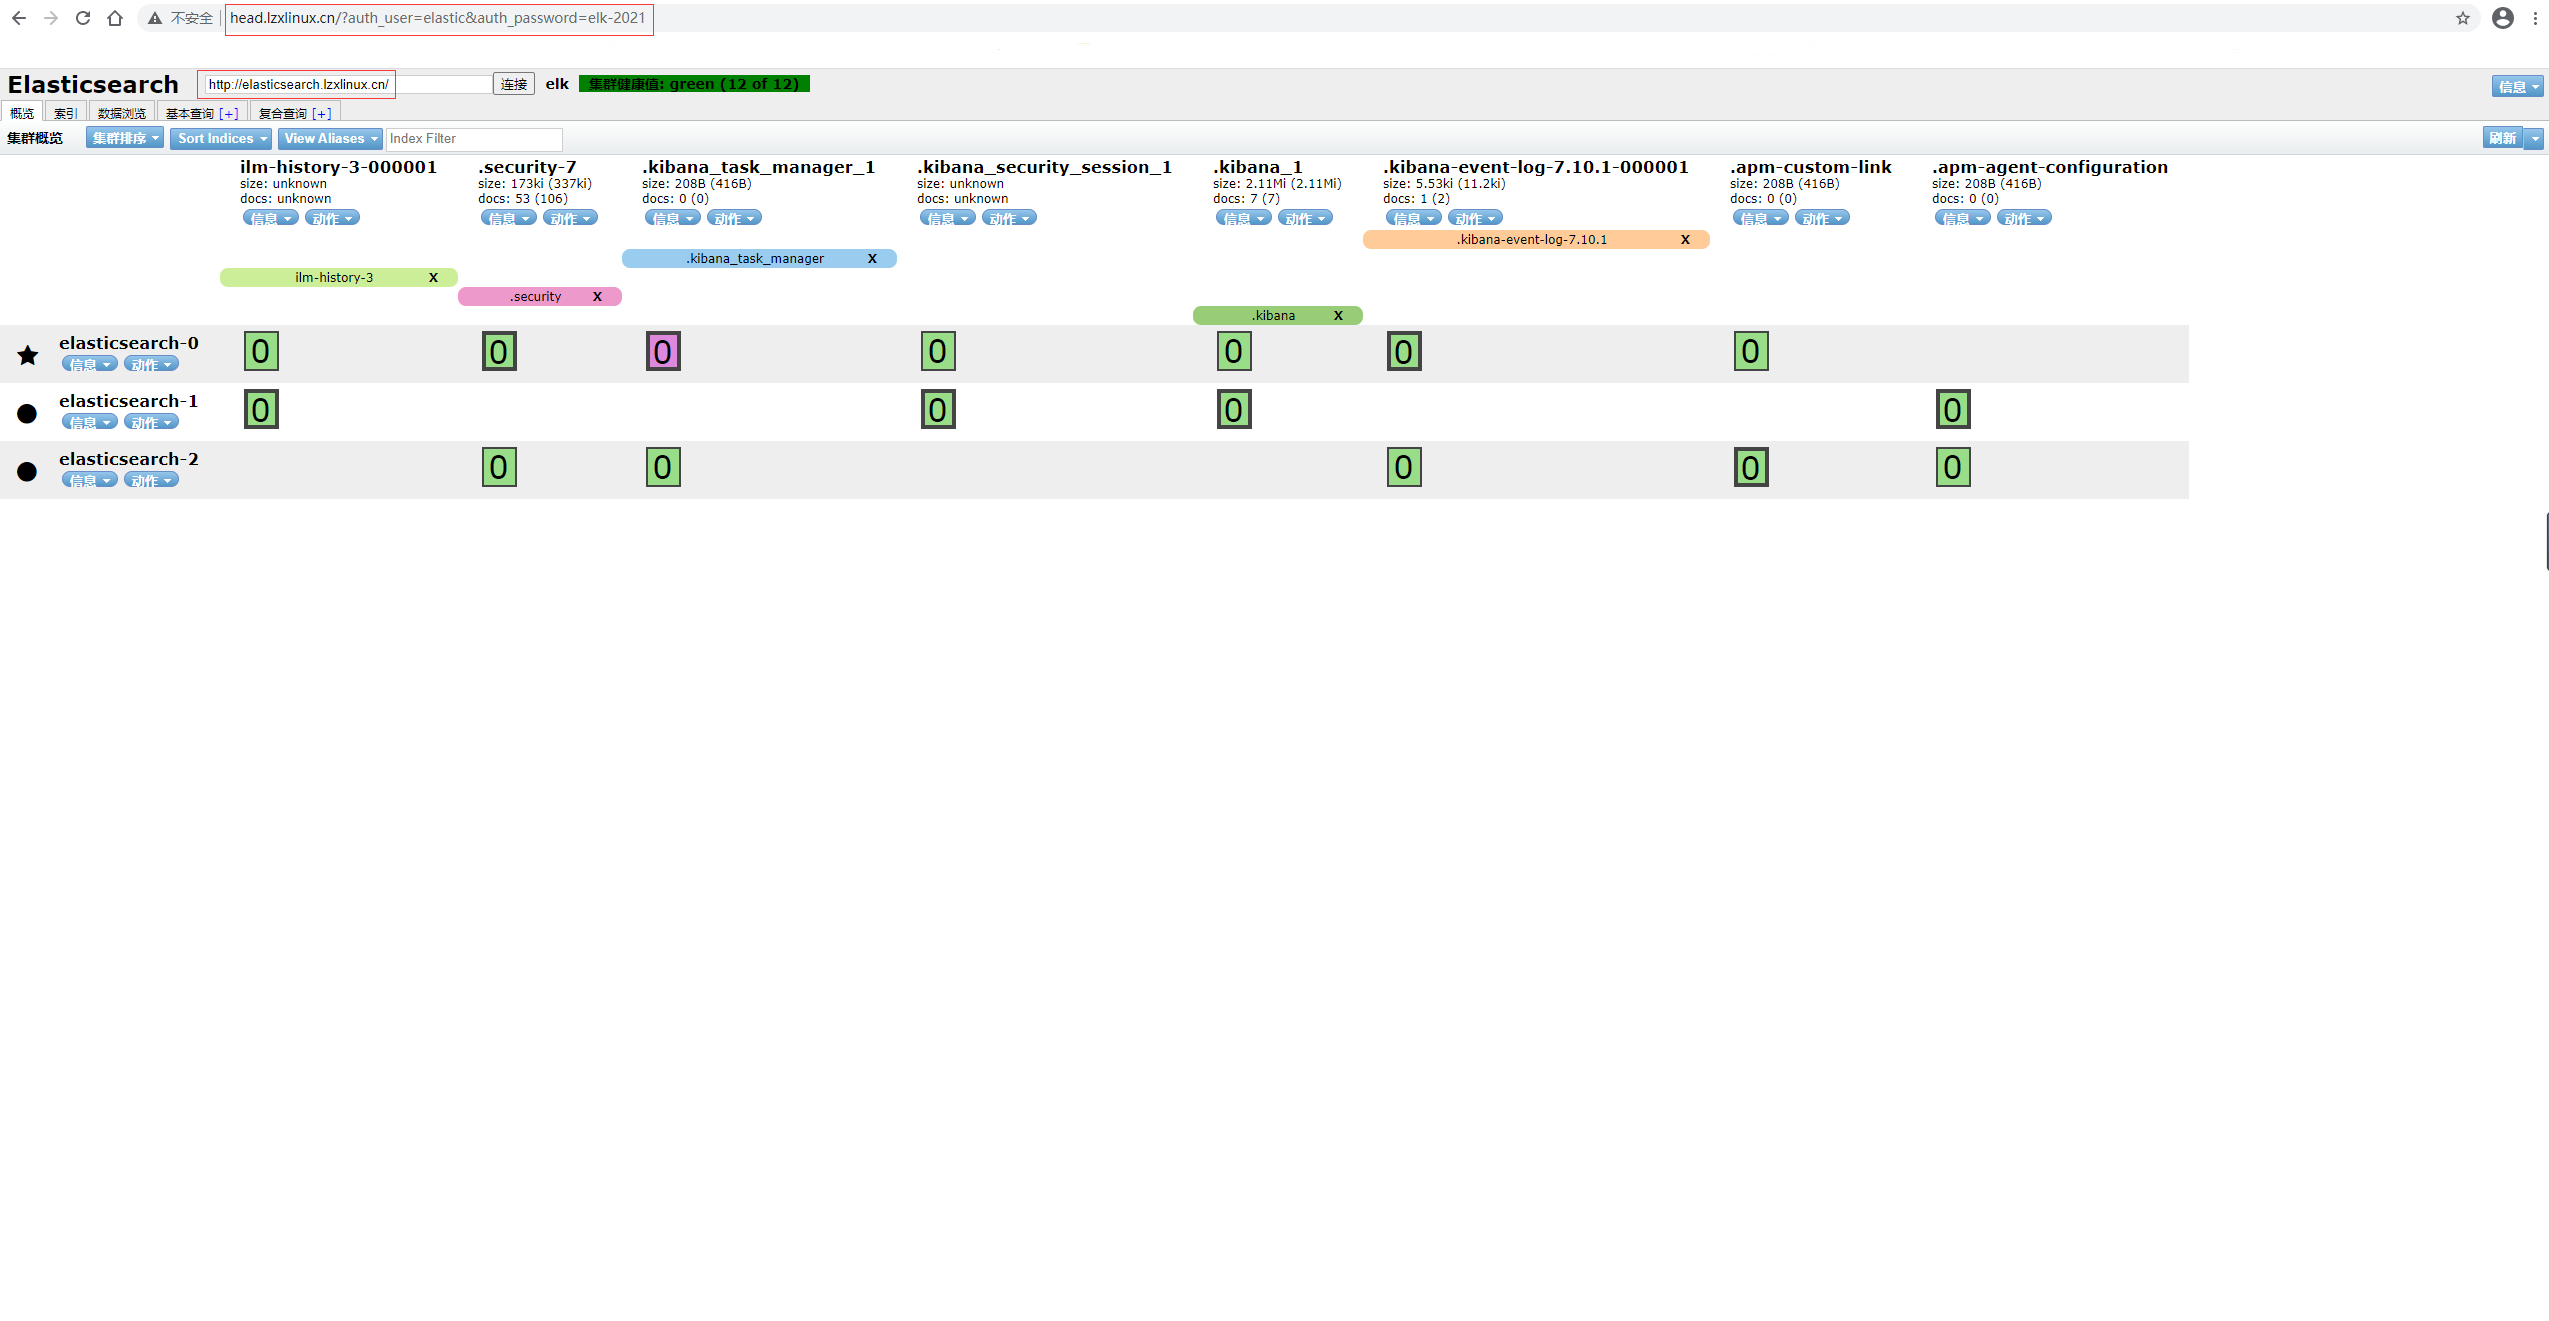 不安全 head.lzxlinux.cn/?auth_user=elastic&auth_password=elk-2021
Elasticsearch http://elasticsearch.lzxlinux.cn/ 连接 elk 集群健康值: green (12 of 12) 信息
概览 索引 数据浏览 基本查询 [+] 复合查询 [+]
集群概览 集群排序 Sort Indices View Aliases Index Filter 刷新
ilm-history-3-000001 .security-7 .kibana_task_manager_1 .kibana_security_session_1 .kibana_1 .kibana-event-log-7.10.1-000001 .apm-custom-link .apm-agent-configuration
size: unknown size: 173ki (337ki) size: 208B (416B) size: unknown size: 2.11Mi (2.11Mi) size: 5.53ki (11.2ki) size: 208B (416B) size: 208B (416B)
docs: unknown docs: 53 (106) docs: 0 (0) docs: unknown docs: 7 (7) docs: 1 (2) docs: 0 (0) docs: 0 (0)
信息 动作 信息 动作 信息 动作 信息 动作 信息 动作 信息 动作 信息 动作 信息 动作
.kibana-event-log-7.10.1 X
.kibana_task_manager X
ilm-history-3 X
.security X
.kibana X
elasticsearch-0 0 0 0 0 0 0 0
信息 动作
elasticsearch-1 0 0 0 0
信息 动作
elasticsearch-2 0 0 0 0 0
信息 动作